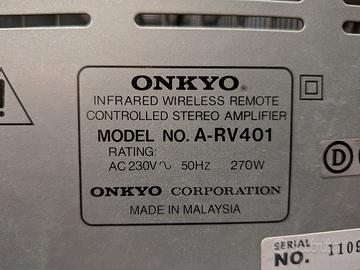 ONKYO®
INFRARED WIRELESS REMOTE
CONTROLLED STEREO AMPLIFIER
MODEL NO. A-RV401
RATING:
AC 230V ~ 50HZ 270W
ONKYO CORPORATION
MADE IN MALAYSIA
D
SERIAL
NO. 1109